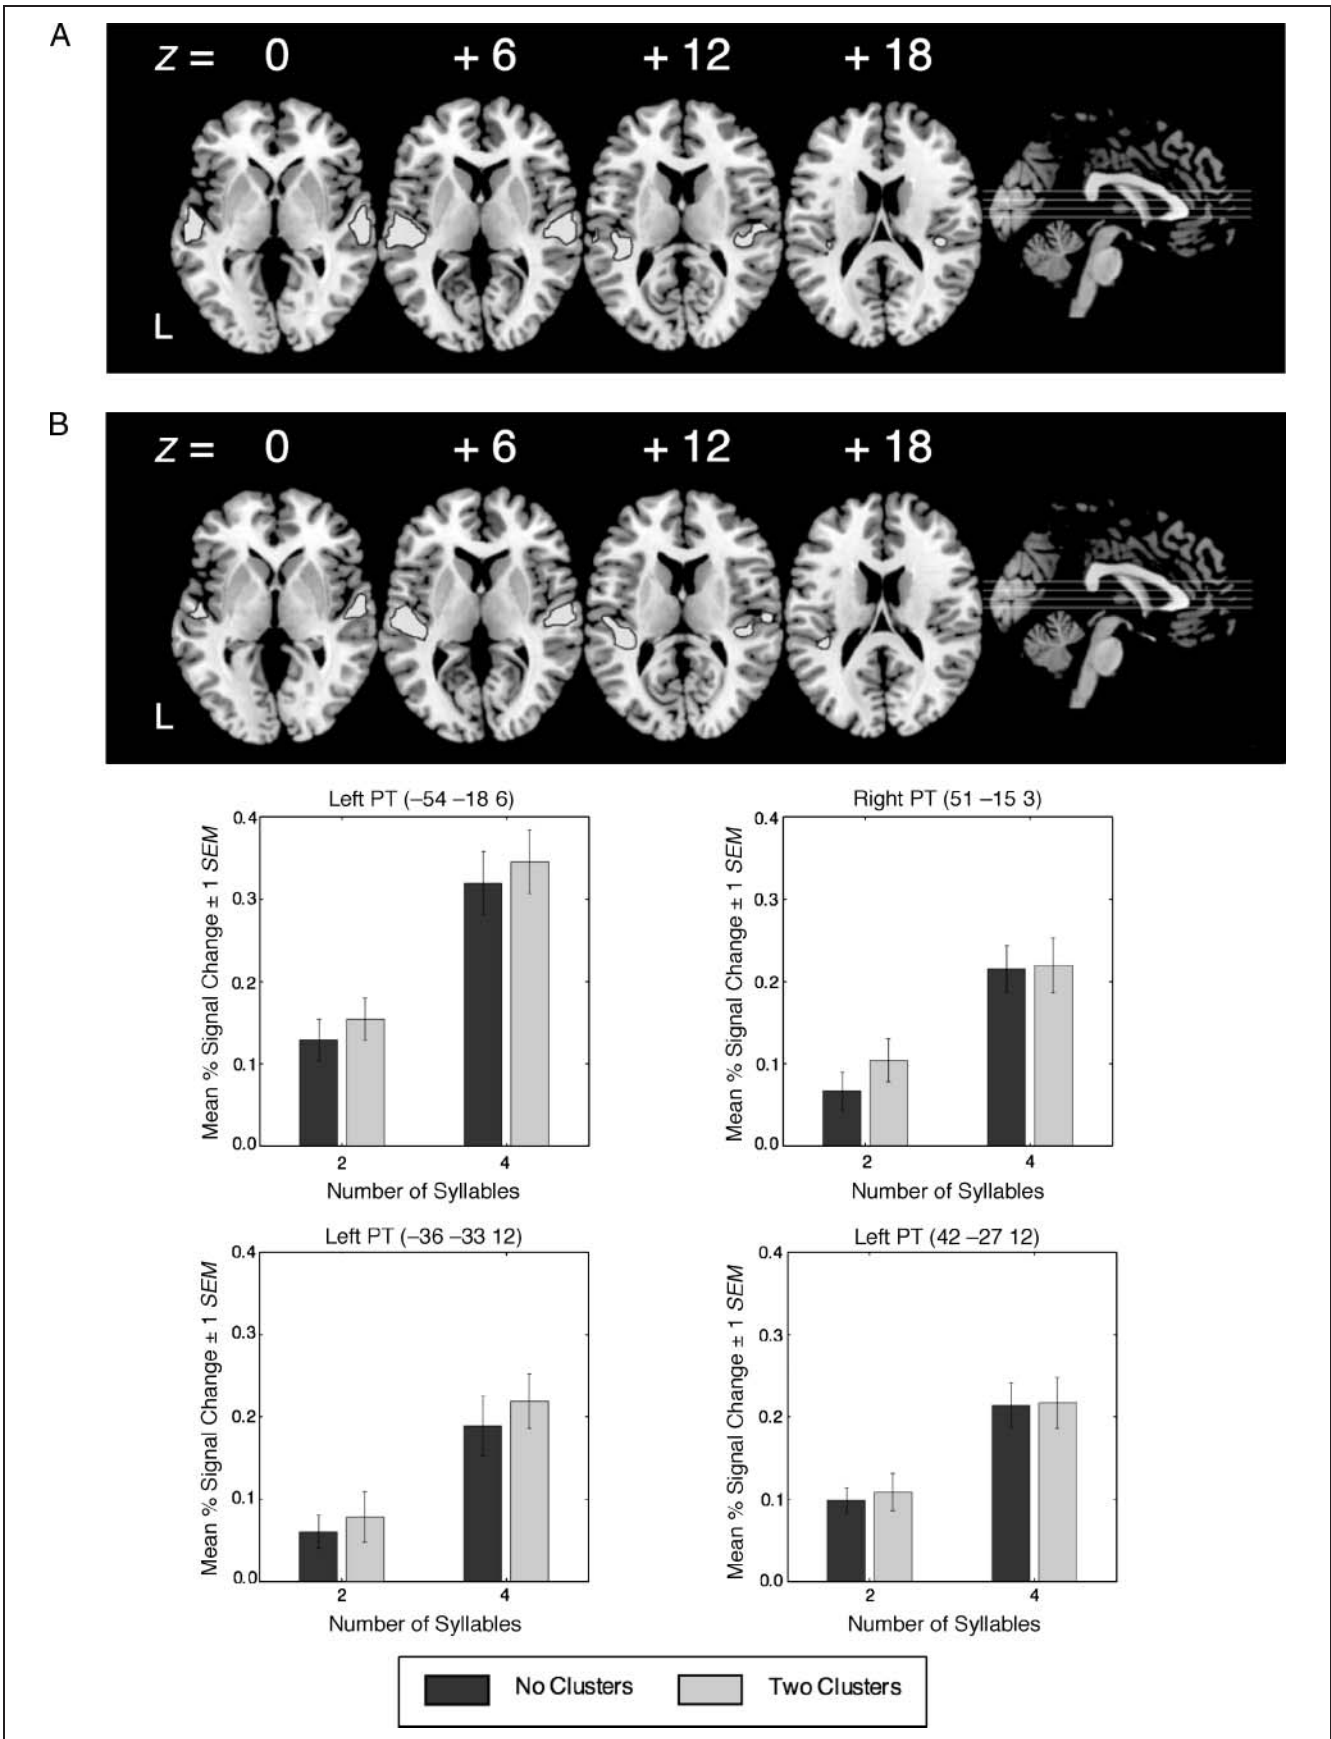 A
z = 0 + 6 + 12 + 18
L
B
z = 0 + 6 + 12 + 18
L
Left PT (–54 –18 6)
Mean % Signal Change ± 1 SEM
0.4
0.3
0.2
0.1
0.0
2 4
Number of Syllables
Right PT (51 –15 3)
Mean % Signal Change ± 1 SEM
0.4
0.3
0.2
0.1
0.0
2 4
Number of Syllables
Left PT (–36 –33 12)
Mean % Signal Change ± 1 SEM
0.4
0.3
0.2
0.1
0.0
2 4
Number of Syllables
Left PT (42 –27 12)
Mean % Signal Change ± 1 SEM
0.4
0.3
0.2
0.1
0.0
2 4
Number of Syllables
No Clusters Two Clusters